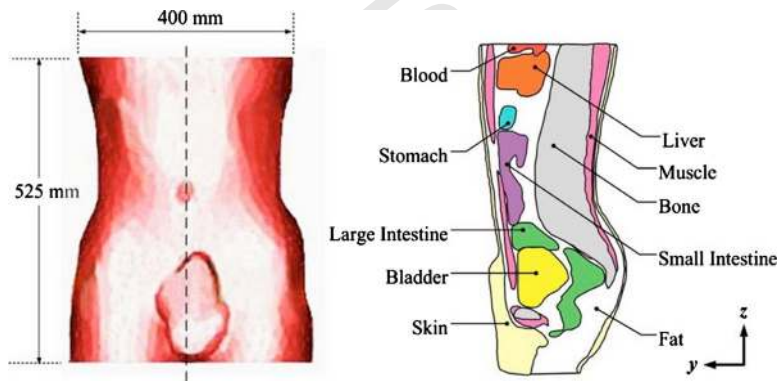 400 mm
525 mm
Blood
Liver
Stomach
Muscle
Bone
Large Intestine
Small Intestine
Bladder
Skin
Fat
z
y